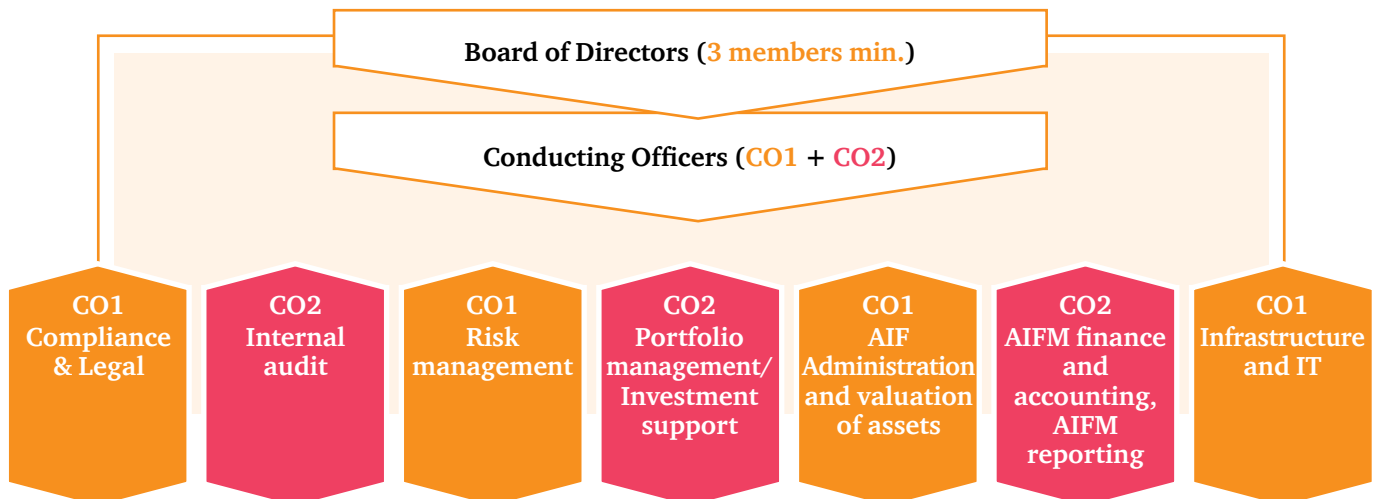 Board of Directors (3 members min.)
Conducting Officers (CO1 + CO2)
CO1
Compliance
& Legal
CO2
Internal
audit
CO1
Risk
management
CO2
Portfolio
management/
Investment
support
CO1
AIF
Administration
and valuation
of assets
CO2
AIFM finance
and
accounting,
AIFM
reporting
CO1
Infrastructure
and IT